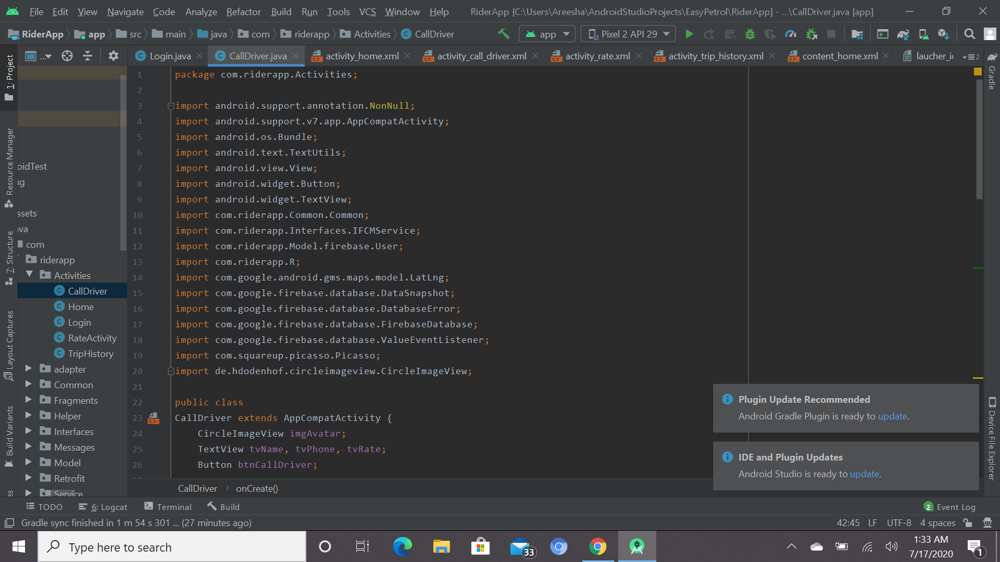 File Edit View Navigate Code Analyze Refactor Build Run Tools VCS Window Help RiderApp [C:\Users\Areesha\AndroidStudioProjects\EasyPetrol\RiderApp] - ...\CallDriver.java [app]
RiderApp app src main java com riderapp Activities CallDriver app Pixel 2 API 29
... Login.java CallDriver.java activity_home.xml activity_call_driver.xml activity_rate.xml activity_trip_history.xml content_home.xml 2
1: Project
Resource Manager
7: Structure
Layout Captures
Build Variants
oidTest
ug
ssets
com
riderapp
Activities
CallDriver
Home
Login
RateActivity
TripHistory
adapter
Common
Fragments
Helper
Interfaces
Messages
Model
Retrofit
Service
1 package com.riderapp.Activities;
2
3 import android.support.annotation.NonNull;
4 import android.support.v7.app.AppCompatActivity;
5 import android.os.Bundle;
6 import android.text.TextUtils;
7 import android.view.View;
8 import android.widget.Button;
9 import android.widget.TextView;
10 import com.riderapp.Common.Common;
11 import com.riderapp.Interfaces.IFCMService;
12 import com.riderapp.Model.firebase.User;
13 import com.riderapp.R;
14 import com.google.android.gms.maps.model.LatLng;
15 import com.google.firebase.database.DataSnapshot;
16 import com.google.firebase.database.DatabaseError;
17 import com.google.firebase.database.FirebaseDatabase;
18 import com.google.firebase.database.ValueEventListener;
19 import com.squareup.picasso.Picasso;
20 import de.hdodenhof.circleimageview.CircleImageView;
21
22 public class
23 CallDriver extends AppCompatActivity {
24 CircleImageView imgAvatar;
25 TextView tvName, tvPhone, tvRate;
26 Button btnCallDriver;
CallDriver onCreate()
Gradle
Device File Explorer
Plugin Update Recommended
Android Gradle Plugin is ready to update.
IDE and Plugin Updates
Android Studio is ready to update.
TODO 6: Logcat Terminal Build 2 Event Log
Gradle sync finished in 1 m 54 s 301 ... (27 minutes ago) 42:45 LF UTF-8 4 spaces
Type here to search 33 1:33 AM
7/17/2020 1